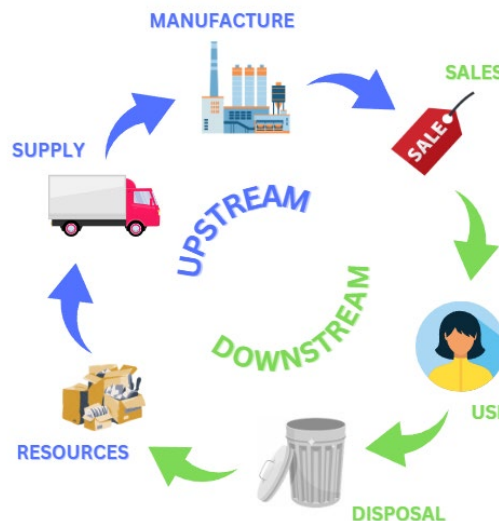 MANUFACTURE
SALES
SALE
SUPPLY
UPSTREAM
DOWNSTREAM
RESOURCES
DISPOSAL